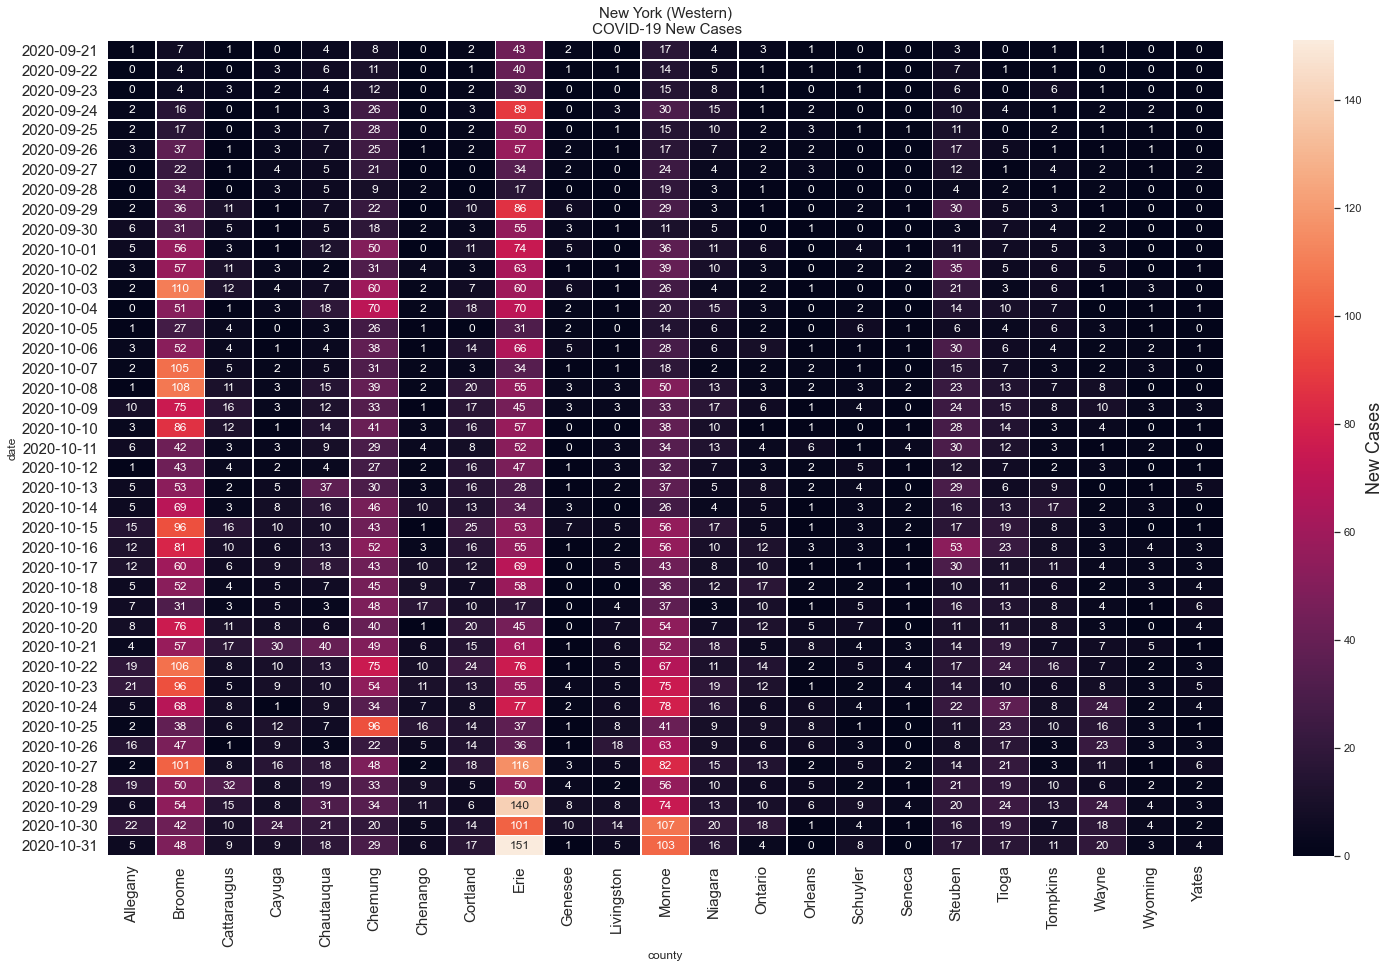 New York (Western)
COVID-19 New Cases
2020-09-21 1 7 1 0 4 8 0 2 43 2 0 17 4 3 1 0 0 3 0 1 1 0 0
2020-09-22 0 4 0 3 6 11 0 1 40 1 1 14 5 1 1 1 0 7 1 1 0 0 0
2020-09-23 0 4 3 2 4 12 0 2 30 0 0 15 8 1 0 1 0 6 0 6 1 0 0
2020-09-24 2 16 0 1 3 26 0 3 89 0 3 30 15 1 2 0 0 10 4 1 2 2 0
2020-09-25 2 17 0 3 7 28 0 2 50 0 1 15 10 2 3 1 1 11 0 2 1 1 0
2020-09-26 3 37 1 3 7 25 1 2 57 2 1 17 7 2 2 0 0 17 5 1 1 1 0
2020-09-27 0 22 1 4 5 21 0 0 34 2 0 24 4 2 3 0 0 12 1 4 2 1 2
2020-09-28 0 34 0 3 5 9 2 0 17 0 0 19 3 1 0 0 0 4 2 1 2 0 0
2020-09-29 2 36 11 1 7 22 0 10 86 6 0 29 3 1 0 2 1 30 5 3 1 0 0
2020-09-30 6 31 5 1 5 18 2 3 55 3 1 11 5 0 1 0 0 3 7 4 2 0 0
2020-10-01 5 56 3 1 12 50 0 11 74 5 0 36 11 6 0 4 1 11 7 5 3 0 0
2020-10-02 3 57 11 3 2 31 4 3 63 1 1 39 10 3 0 2 2 35 5 6 5 0 1
2020-10-03 2 110 12 4 7 60 2 7 60 6 1 26 4 2 1 0 0 21 3 6 1 3 0
2020-10-04 0 51 1 3 18 70 2 18 70 2 1 20 15 3 0 2 0 14 10 7 0 1 1
2020-10-05 1 27 4 0 3 26 1 0 31 2 0 14 6 2 0 6 1 6 4 6 3 1 0
2020-10-06 3 52 4 1 4 38 1 14 66 5 1 28 6 9 1 1 1 30 6 4 2 2 1
2020-10-07 2 105 5 2 5 31 2 3 34 1 1 18 2 2 2 1 0 15 7 3 2 3 0
2020-10-08 1 108 11 3 15 39 2 20 55 3 3 50 13 3 2 3 2 23 13 7 8 0 0
2020-10-09 10 75 16 3 12 33 1 17 45 3 3 33 17 6 1 4 0 24 15 8 10 3 3
2020-10-10 3 86 12 1 14 41 3 16 57 0 0 38 10 1 1 0 1 28 14 3 4 0 1
2020-10-11 6 42 3 3 9 29 4 8 52 0 3 34 13 4 6 1 4 30 12 3 1 2 0
2020-10-12 1 43 4 2 4 27 2 16 47 1 3 32 7 3 2 5 1 12 7 2 3 0 1
2020-10-13 5 53 2 5 37 30 3 16 28 1 2 37 5 8 2 4 0 29 6 9 0 1 5
2020-10-14 5 69 3 8 16 46 10 13 34 3 0 26 4 5 1 3 2 16 13 17 2 3 0
2020-10-15 15 96 16 10 10 43 1 25 53 7 5 56 17 5 1 3 2 17 19 8 3 0 1
2020-10-16 12 81 10 6 13 52 3 16 55 1 2 56 10 12 3 3 1 53 23 8 3 4 3
2020-10-17 12 60 6 9 18 43 10 12 69 0 5 43 8 10 1 1 1 30 11 11 4 3 3
2020-10-18 5 52 4 5 7 45 9 7 58 0 0 36 12 17 2 2 1 10 11 6 2 3 4
2020-10-19 7 31 3 5 3 48 17 10 17 0 4 37 3 10 1 5 1 16 13 8 4 1 6
2020-10-20 8 76 11 8 6 40 1 20 45 0 7 54 7 12 5 7 0 11 11 8 3 0 4
2020-10-21 4 57 17 30 40 49 6 15 61 1 6 52 18 5 8 4 3 14 19 7 7 5 1
2020-10-22 19 106 8 10 13 75 10 24 76 1 5 67 11 14 2 5 4 17 24 16 7 2 3
2020-10-23 21 96 5 9 10 54 11 13 55 4 5 75 19 12 1 2 4 14 10 6 8 3 5
2020-10-24 5 68 8 1 9 34 7 8 77 2 6 78 16 6 6 4 1 22 37 8 24 2 4
2020-10-25 2 38 6 12 7 96 16 14 37 1 8 41 9 9 8 1 0 11 23 10 16 3 1
2020-10-26 16 47 1 9 3 22 5 14 36 1 18 63 9 6 6 3 0 8 17 3 23 3 3
2020-10-27 2 101 8 16 18 48 2 18 116 3 5 82 15 13 2 5 2 14 21 3 11 1 6
2020-10-28 19 50 32 8 19 33 9 5 50 4 2 56 10 6 5 2 1 21 19 10 6 2 2
2020-10-29 6 54 15 8 31 34 11 6 140 8 8 74 13 10 6 9 4 20 24 13 24 4 3
2020-10-30 22 42 10 24 21 20 5 14 101 10 14 107 20 18 1 4 1 16 19 7 18 4 2
2020-10-31 5 48 9 9 18 29 6 17 151 1 5 103 16 4 0 8 0 17 17 11 20 3 4
date
Allegany Broome Cattaraugus Cayuga Chautauqua Chemung Chenango Cortland Erie Genesee Livingston Monroe Niagara Ontario Orleans Schuyler Seneca Steuben Tioga Tompkins Wayne Wyoming Yates
county
140
120
100
80
60
40
20
0
New Cases